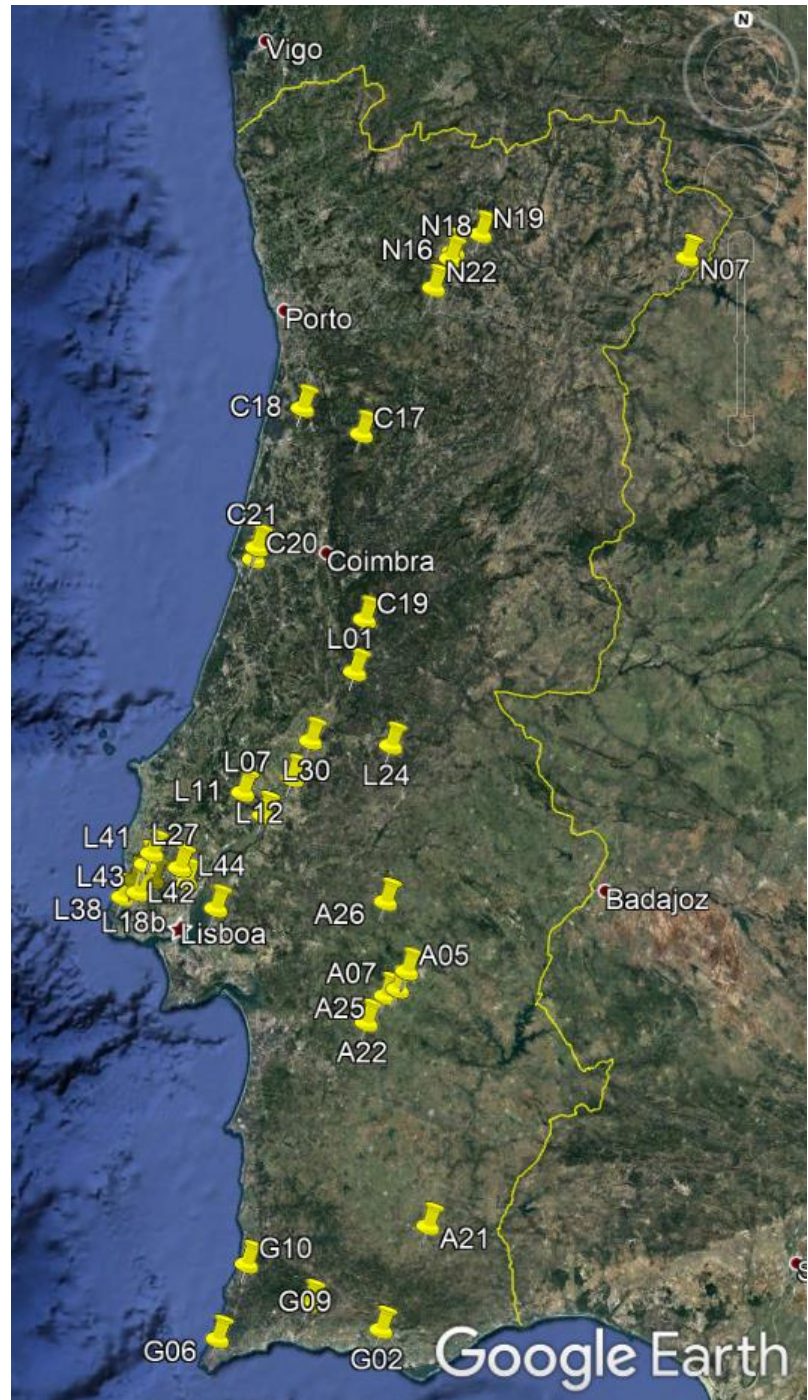 N
Vigo
N18
N19
N16
N22
N07
Porto
C18
C17
C21
C20
Coimbra
C19
L01
L07
L30
L24
L11
L12
L27
L41
L44
L43
L42
L38
L18b
Lisboa
A26
Badajoz
A05
A07
A25
A22
A21
G10
G09
G06
G02
S
Google Earth